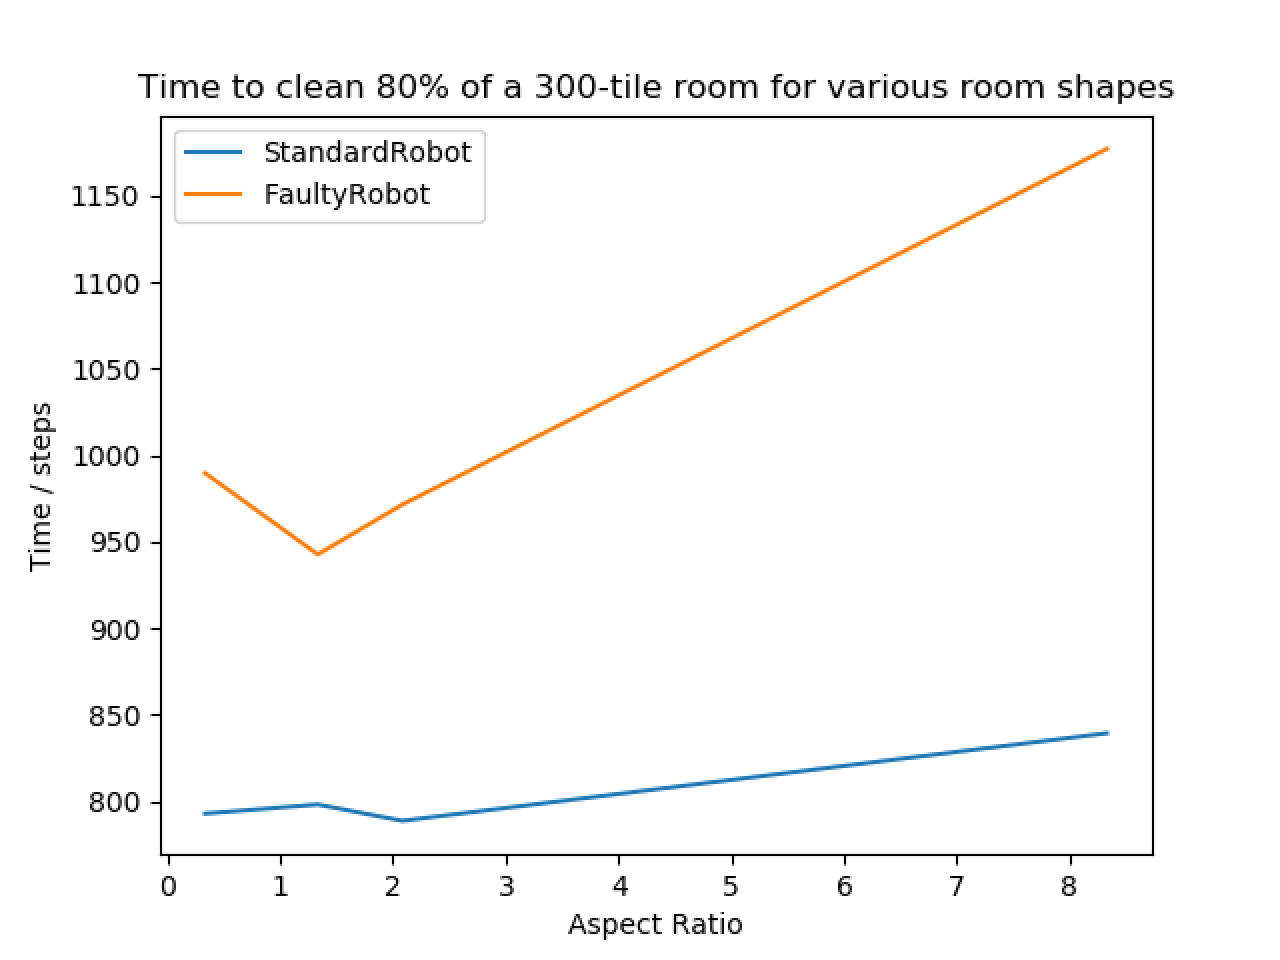 Time to clean 80% of a 300-tile room for various room shapes
StandardRobot
FaultyRobot
1150
1100
1050
1000
950
900
850
800
Time / steps
0 1 2 3 4 5 6 7 8
Aspect Ratio